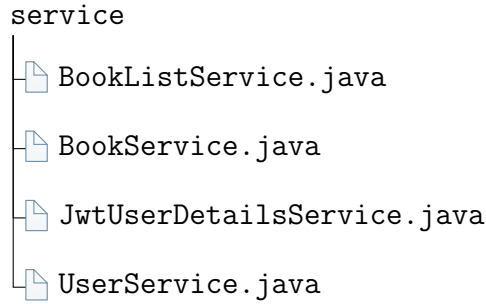 service
BookListService.java
BookService.java
JwtUserDetailsService.java
UserService.java